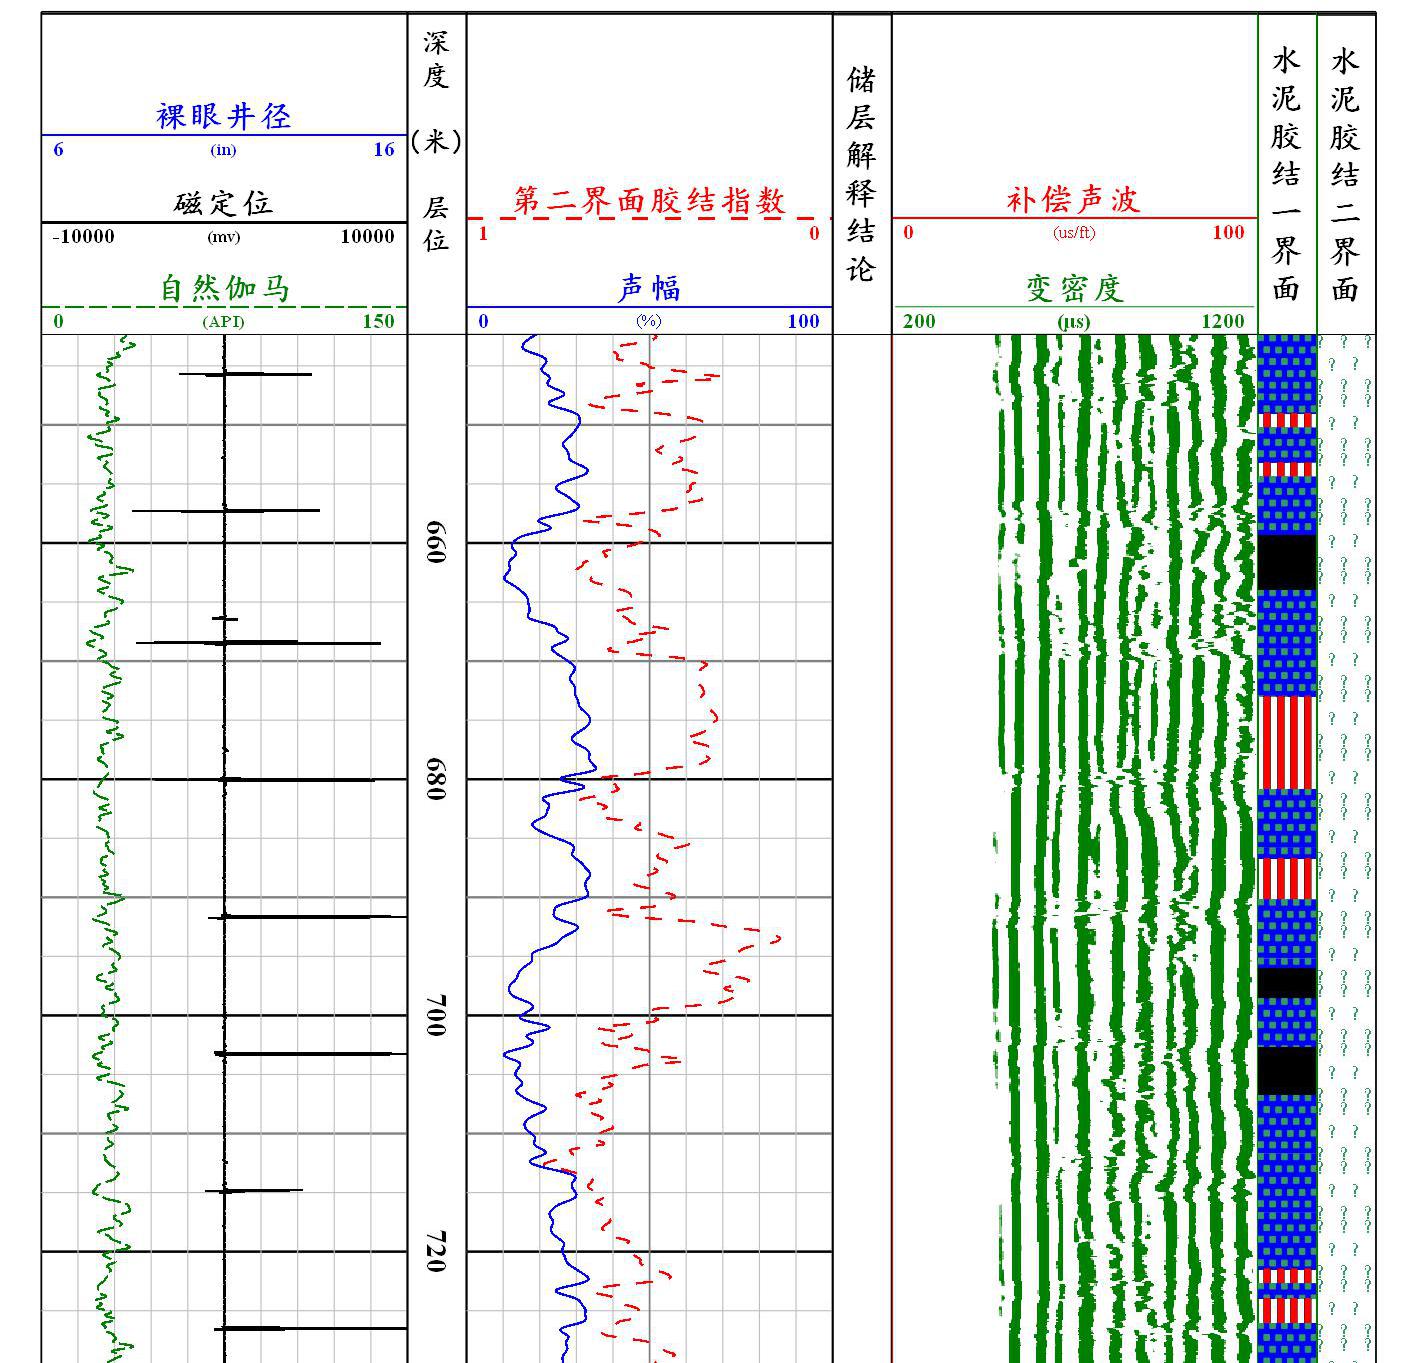 裸眼井径
6 (in) 16
磁定位
-10000 (mv) 10000
自然伽马
0 (API) 150
深度
(米)
层位
第二界面胶结指数
1 0
声幅
0 (%) 100
储层解释结论
补偿声波
0 (us/ft) 100
变密度
200 (µs) 1200
水泥胶结一界面
水泥胶结二界面
660
680
700
720